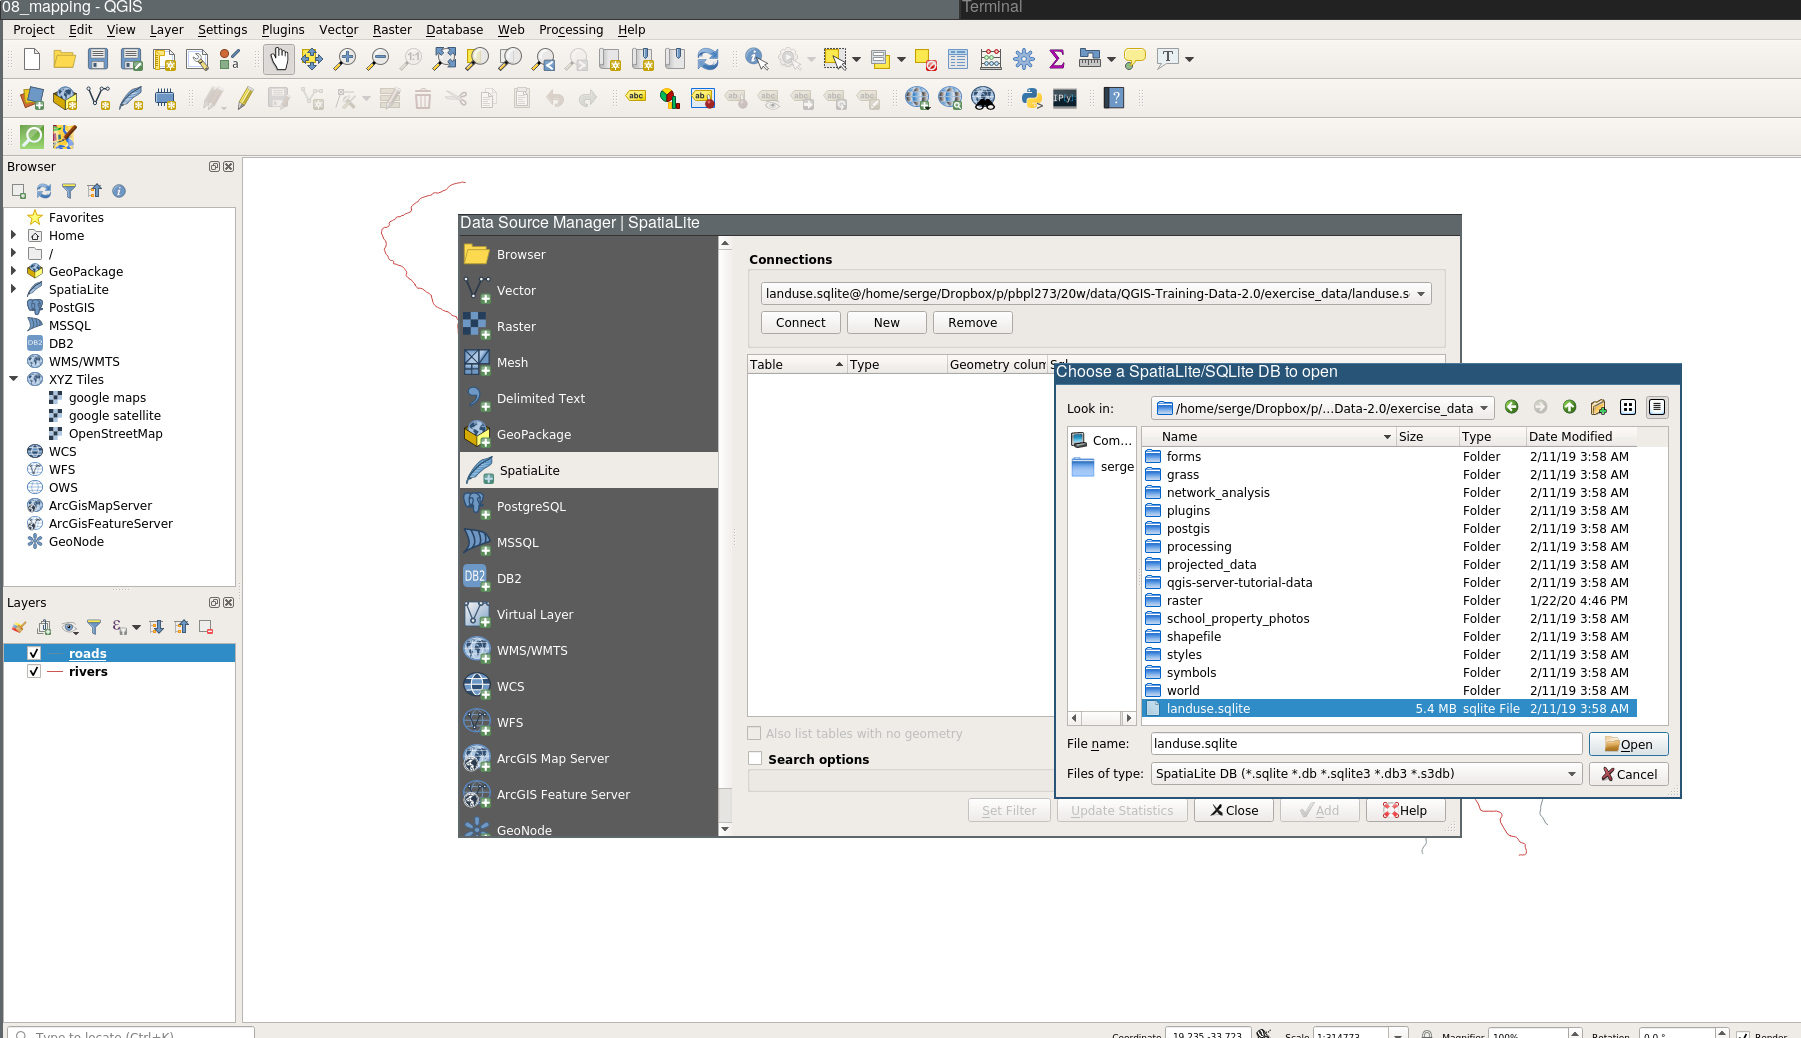 08_mapping - QGIS
Terminal
Project Edit View Layer Settings Plugins Vector Raster Database Web Processing Help
Browser
Favorites
Home
/
GeoPackage
SpatiaLite
PostGIS
MSSQL
DB2
WMS/WMTS
XYZ Tiles
google maps
google satellite
OpenStreetMap
WCS
WFS
OWS
ArcGisMapServer
ArcGisFeatureServer
GeoNode
Layers
roads
rivers
Data Source Manager | SpatiaLite
Browser
Vector
Raster
Mesh
Delimited Text
GeoPackage
SpatiaLite
PostgreSQL
MSSQL
DB2
Virtual Layer
WMS/WMTS
WCS
WFS
ArcGIS Map Server
ArcGIS Feature Server
GeoNode
Connections
landuse.sqlite@/home/serge/Dropbox/p/pbpl273/20w/data/QGIS-Training-Data-2.0/exercise_data/landuse.s
Connect New Remove
Table Type Geometry colum
Also list tables with no geometry
Search options
Set Filter Update Statistics Close Add Help
Choose a SpatiaLite/SQLite DB to open
Look in: /home/serge/Dropbox/p/...Data-2.0/exercise_data
Com...
serge
Name Size Type Date Modified
forms Folder 2/11/19 3:58 AM
grass Folder 2/11/19 3:58 AM
network_analysis Folder 2/11/19 3:58 AM
plugins Folder 2/11/19 3:58 AM
postgis Folder 2/11/19 3:58 AM
processing Folder 2/11/19 3:58 AM
projected_data Folder 2/11/19 3:58 AM
qgis-server-tutorial-data Folder 2/11/19 3:58 AM
raster Folder 1/22/20 4:46 PM
school_property_photos Folder 2/11/19 3:58 AM
shapefile Folder 2/11/19 3:58 AM
styles Folder 2/11/19 3:58 AM
symbols Folder 2/11/19 3:58 AM
world Folder 2/11/19 3:58 AM
landuse.sqlite 5.4 MB sqlite File 2/11/19 3:58 AM
File name: landuse.sqlite Open
Files of type: SpatiaLite DB (*.sqlite *.db *.sqlite3 *.db3 *.s3db) Cancel
Type to locate (Ctrl+K)
Coordinate 19.235,-33.723 Scale 1:314773 Magnifier 100% Rotation 0.0 ° Render